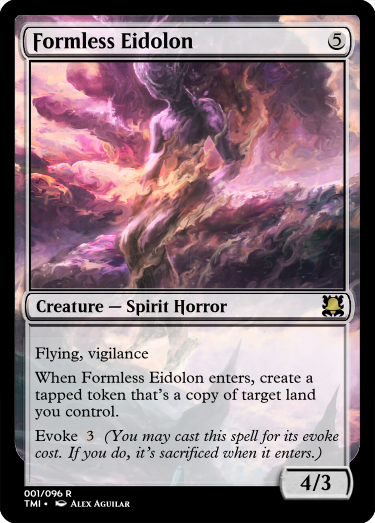 Formless Eidolon 5
Creature — Spirit Horror
Flying, vigilance
When Formless Eidolon enters, create a
tapped token that's a copy of target land
you control.
Evoke 3 (You may cast this spell for its evoke
cost. If you do, it's sacrificed when it enters.)
4/3
001/096 R
TMI • Alex Aguilar